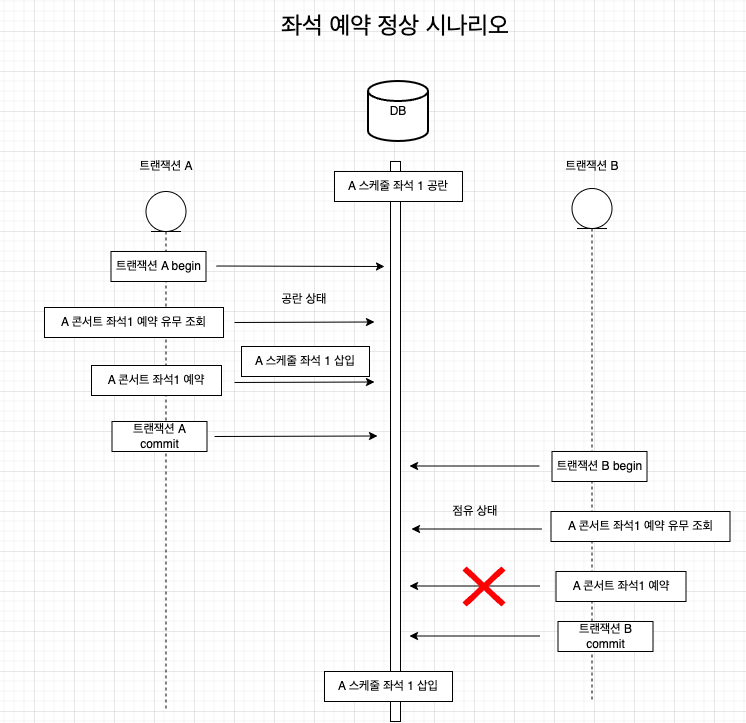 좌석 예약 정상 시나리오
DB
트랜잭션 A
트랜잭션 B
A 스케줄 좌석 1 공란
트랜잭션 A begin
공란 상태
A 콘서트 좌석1 예약 유무 조회
A 스케줄 좌석 1 삽입
A 콘서트 좌석1 예약
트랜잭션 A
commit
트랜잭션 B begin
점유 상태
A 콘서트 좌석1 예약 유무 조회
A 콘서트 좌석1 예약
트랜잭션 B
commit
A 스케줄 좌석 1 삽입